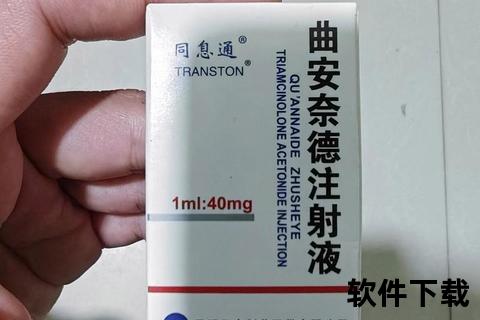 同息通®
TRANSTON®
曲安奈德注射液
QU'ANNAIDE ZHUSHEYE
TRIAMCINOLONE ACETONIDE INJECTION
1ml:40mg
软件下载